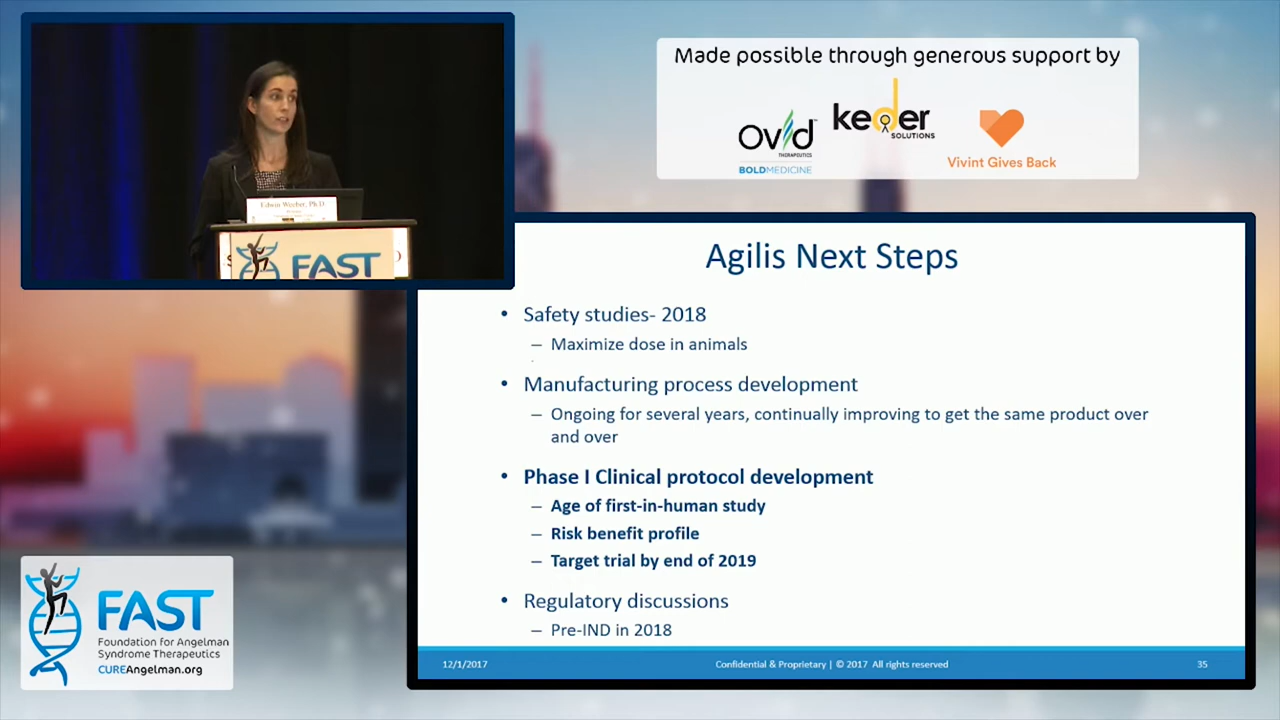 Made possible through generous support by
Ovid
THERAPEUTICS
BOLDMEDICINE
keder
SOLUTIONS
Vivint Gives Back
Edwin Weeber, Ph.D.
FAST
Agilis Next Steps
• Safety studies- 2018
– Maximize dose in animals
• Manufacturing process development
– Ongoing for several years, continually improving to get the same product over
and over
• Phase I Clinical protocol development
– Age of first-in-human study
– Risk benefit profile
– Target trial by end of 2019
• Regulatory discussions
– Pre-IND in 2018
12/1/2017
Confidential & Proprietary | © 2017 All rights reserved
35
FAST
Foundation for Angelman
Syndrome Therapeutics
CUREAngelman.org